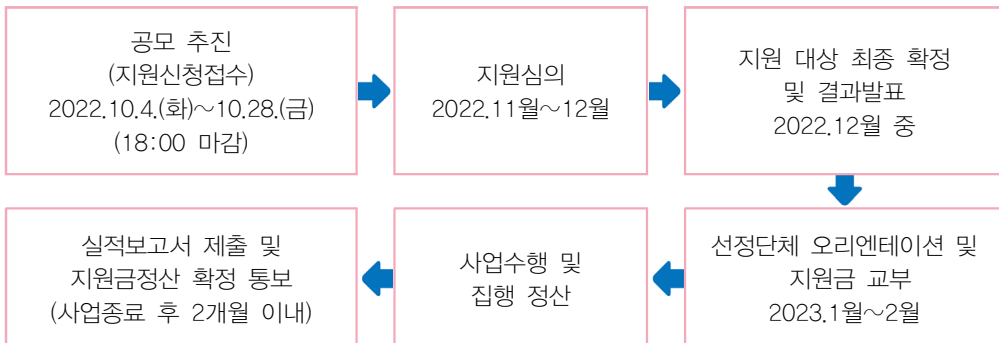 공모 추진
(지원신청접수)
2022.10.4.(화)~10.28.(금)
(18:00 마감)
지원심의
2022.11월~12월
지원 대상 최종 확정
및 결과발표
2022.12월 중
선정단체 오리엔테이션 및
지원금 교부
2023.1월~2월
사업수행 및
집행 정산
실적보고서 제출 및
지원금정산 확정 통보
(사업종료 후 2개월 이내)